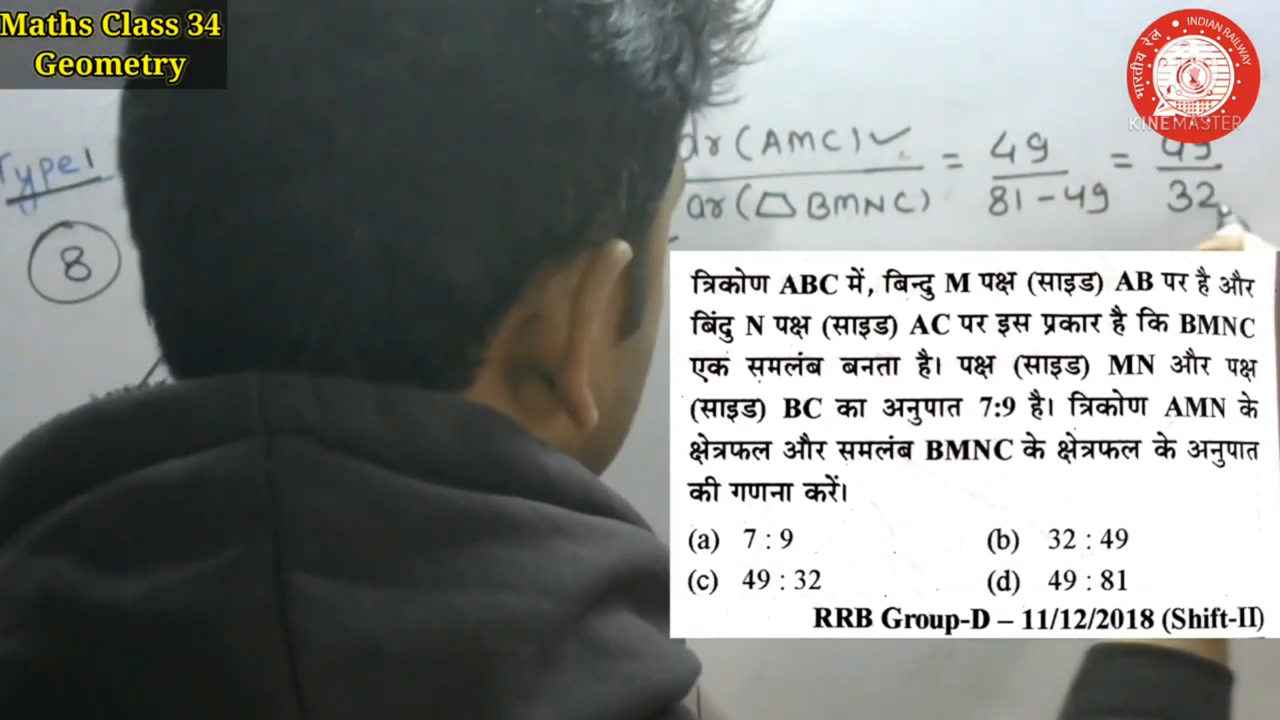 Maths Class 34
Geometry
Type 1
8
ar(AMC) ✓ / ar(⏢BMNC) = 49 / 81-49 = 49 / 32
भारतीय रेल INDIAN RAILWAY
KINEMASTER
त्रिकोण ABC में, बिन्दु M पक्ष (साइड) AB पर है और
बिंदु N पक्ष (साइड) AC पर इस प्रकार है कि BMNC
एक समलंब बनता है। पक्ष (साइड) MN और पक्ष
(साइड) BC का अनुपात 7:9 है। त्रिकोण AMN के
क्षेत्रफल और समलंब BMNC के क्षेत्रफल के अनुपात
की गणना करें।
(a) 7 : 9 (b) 32 : 49
(c) 49 : 32 (d) 49 : 81
RRB Group-D – 11/12/2018 (Shift-II)